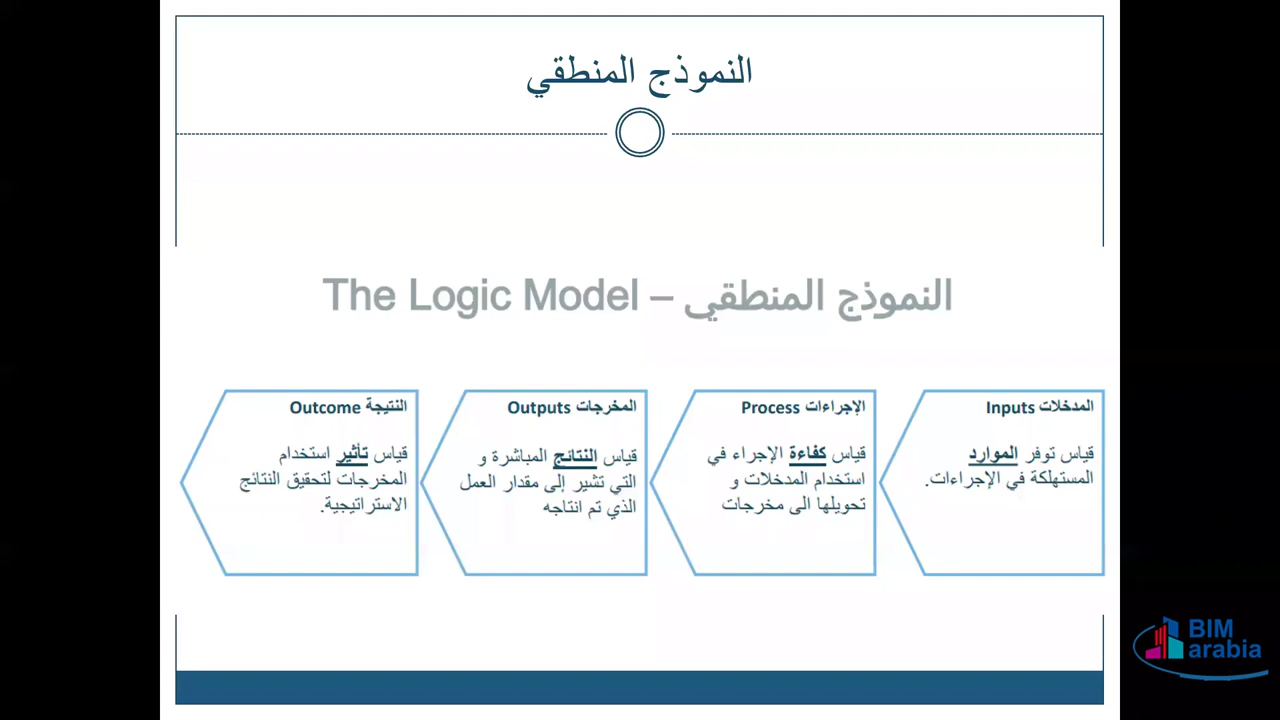 النموذج المنطقي
النموذج المنطقي – The Logic Model
المدخلات Inputs
قياس توفر الموارد
المستهلكة في الإجراءات.
الإجراءات Process
قياس كفاءة الإجراء في
استخدام المدخلات و
تحويلها الى مخرجات
المخرجات Outputs
قياس النتائج المباشرة و
التي تشير إلى مقدار العمل
الذي تم انتاجه
النتيجة Outcome
قياس تأثير استخدام
المخرجات لتحقيق النتائج
الاستراتيجية.
BIM
arabia